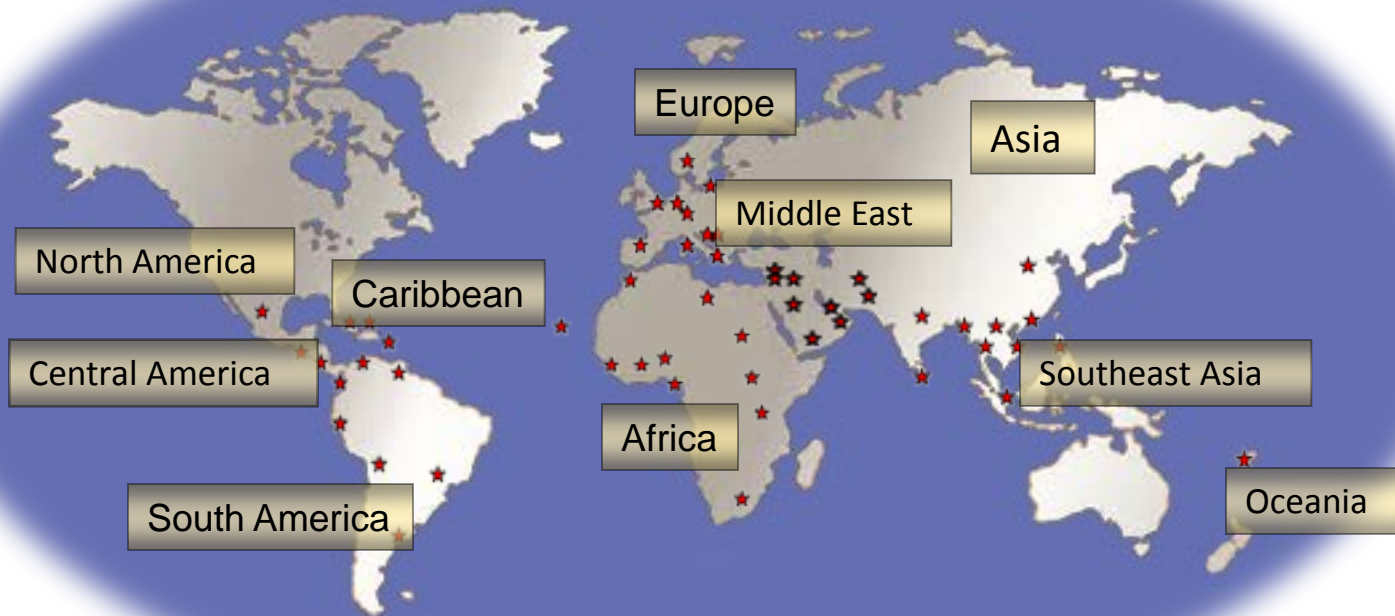 Europe
Asia
Middle East
North America
Caribbean
Central America
Southeast Asia
Africa
South America
Oceania